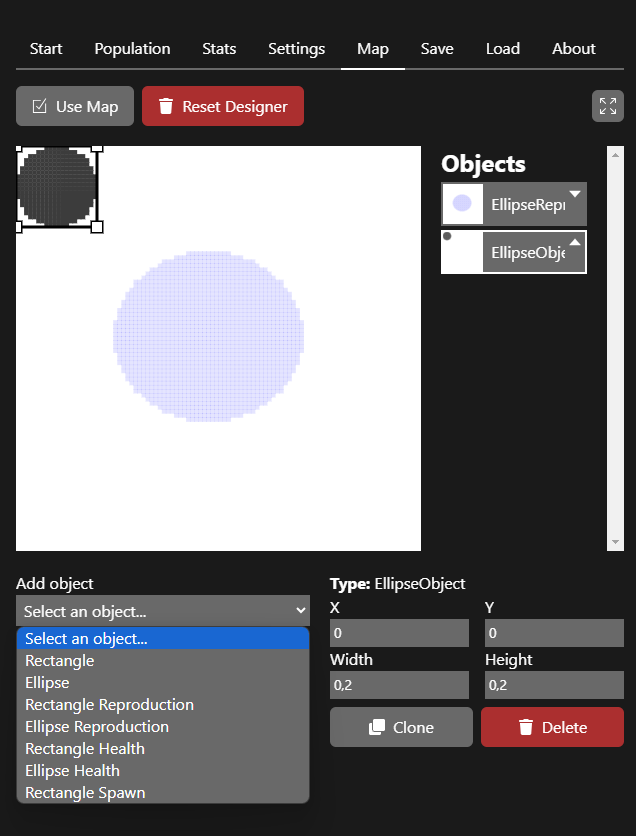 Start Population Stats Settings Map Save Load About
Use Map Reset Designer
Objects
EllipseRepr
EllipseObje
Add object
Select an object...
Select an object...
Rectangle
Ellipse
Rectangle Reproduction
Ellipse Reproduction
Rectangle Health
Ellipse Health
Rectangle Spawn
Type: EllipseObject
X Y
0 0
Width Height
0,2 0,2
Clone Delete